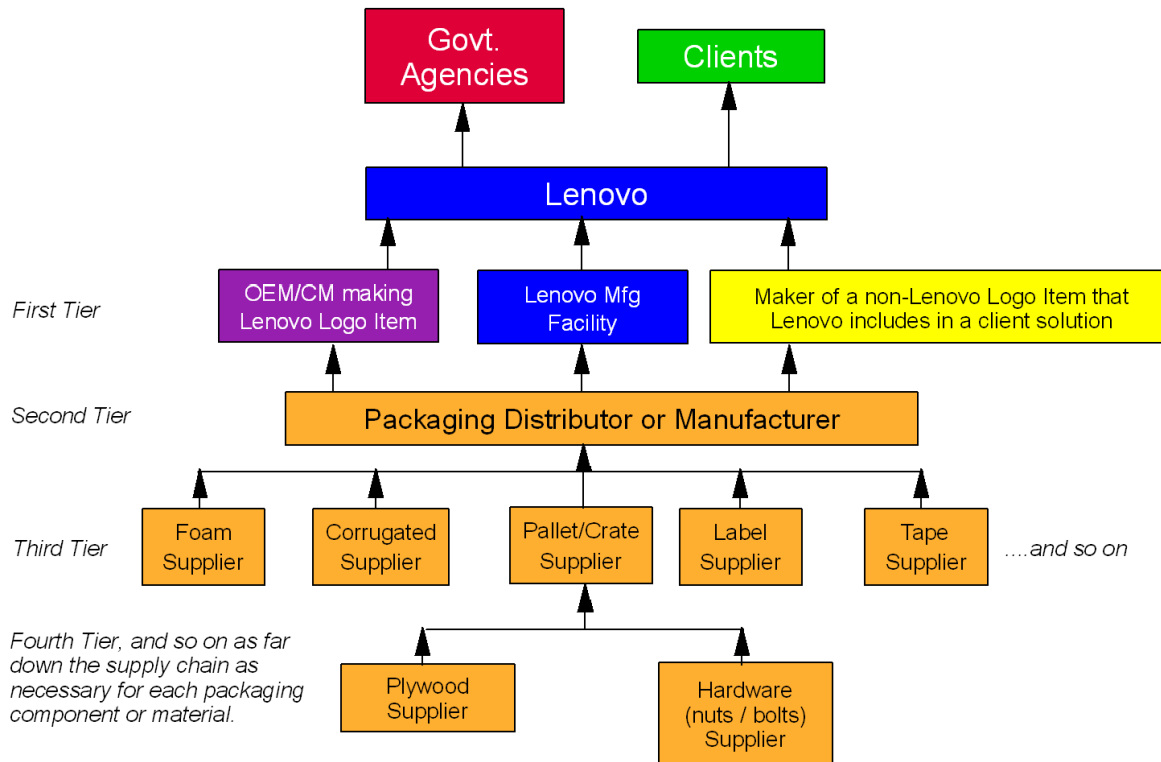 Govt.
Agencies
Clients
Lenovo
First Tier
OEM/CM making
Lenovo Logo Item
Lenovo Mfg
Facility
Maker of a non-Lenovo Logo Item that
Lenovo includes in a client solution
Second Tier
Packaging Distributor or Manufacturer
Third Tier
Foam
Supplier
Corrugated
Supplier
Pallet/Crate
Supplier
Label
Supplier
Tape
Supplier
....and so on
Fourth Tier, and so on as far
down the supply chain as
necessary for each packaging
component or material.
Plywood
Supplier
Hardware
(nuts / bolts)
Supplier